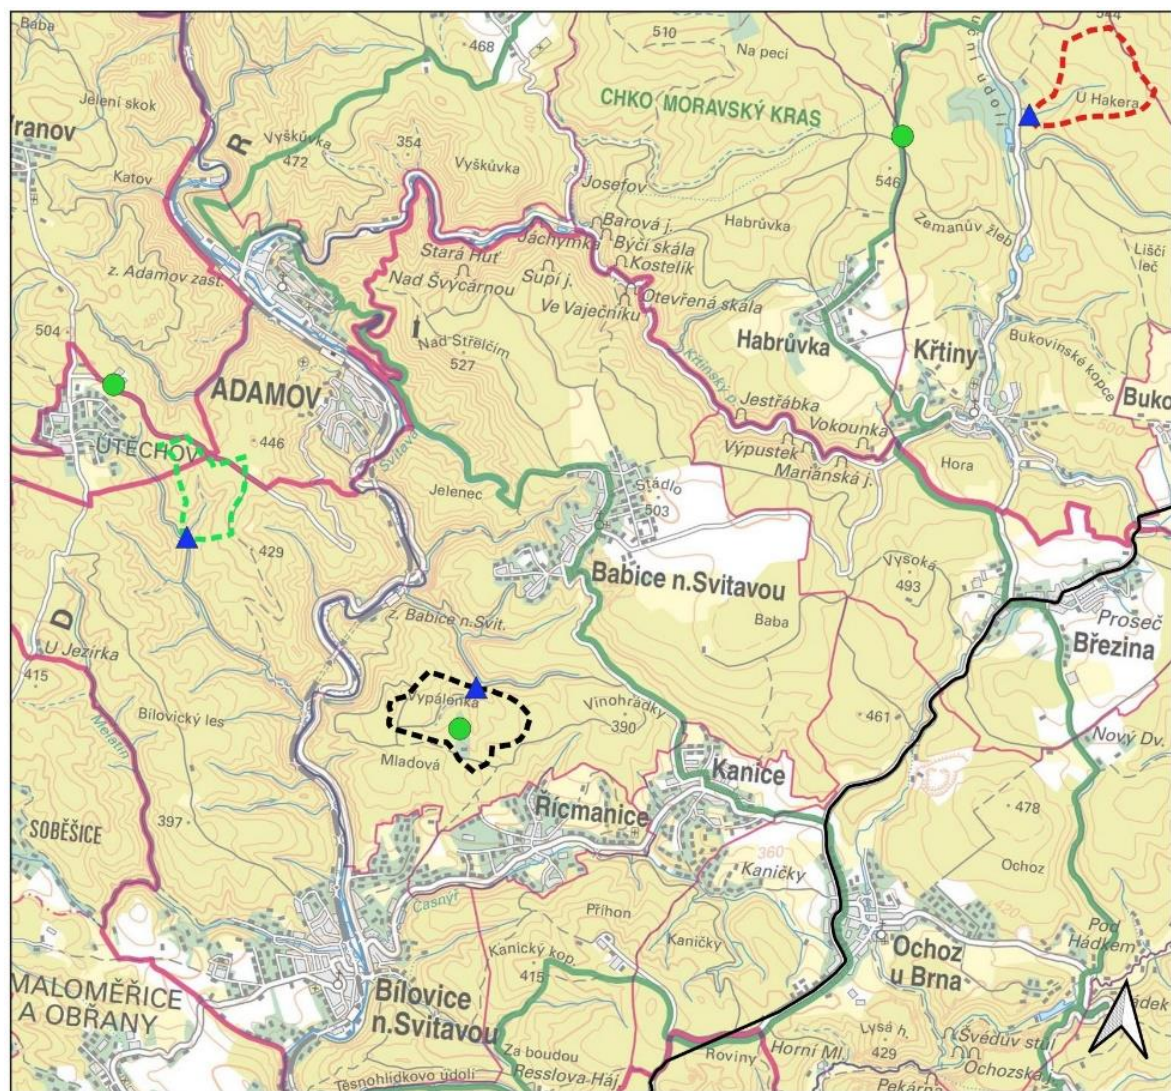 Baba
468
510
Na peci
544
Jelení skok
Vyškůvka
472
CHKO MORAVSKÝ KRAS
U Hakera
R
354
Vyškůvka
Katov
Josefov
546
Habrůvka
Zemanův žleb
Barová j.
Jáchymka
Býčí skála
Stará Huť
Kostelík
Liščí
leč
z. Adamov zast.
Nad Švýcárnou
Supí j.
Otevřená skála
Ve Vaječníku
504
Nad Střelčím
527
Habrůvka
Křtiny
Bukovinské kopce
Křtinský p.
ADAMOV
Jestřábka
Buko
Vokounka
ÚTĚCHOV
446
Svitava
Výpustek
Mariánská j.
Hora
500
Jelenec
Stádlo
503
429
Vysoká
493
Babice n.Svitavou
D
z. Babice n.Svit.
Baba
Proseč
Březina
U Jezírka
415
Vypálenka
Vinohrádky
390
Bílovický les
461
Melatín
Mladová
Nový Dv.
Kanice
397
Řícmanice
478
SOBĚŠICE
360
Kaničky
Ochoz
Časnýř
420
Příhon
Kaničky
Pod
Hádkem
Kanický kop.
415
Ochoz
u Brna
MALOMĚŘICE
A OBŘANY
Bílovice
n.Svitavou
Lysá h.
429
Švédův stůl
Za boudou
Roviny
Horní Ml.
Ochozská
Těsnohlídkovo údolí
Resslova Háj
Pekárna